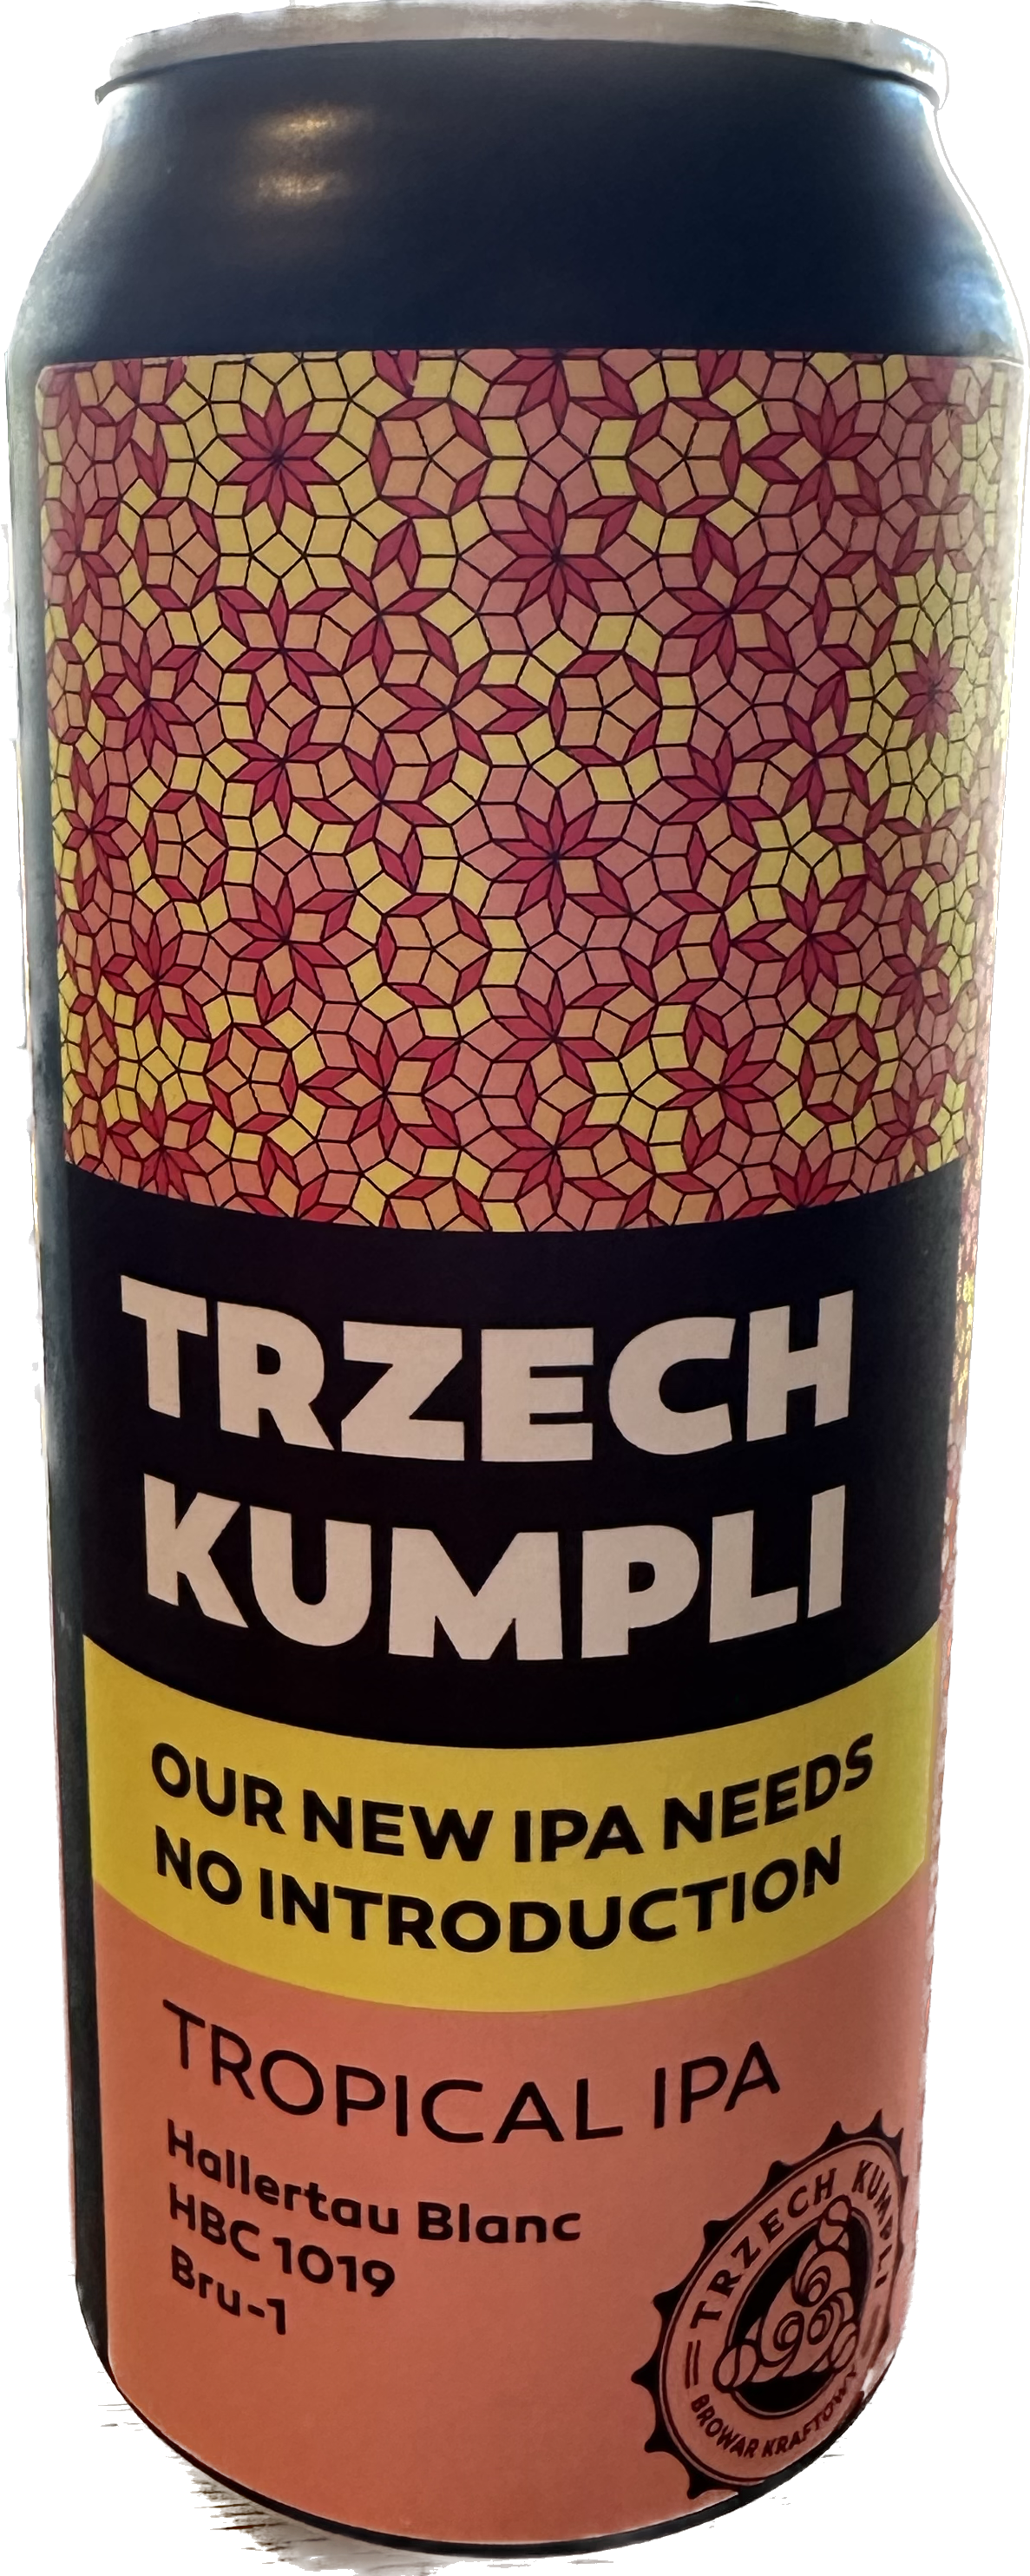 TRZECH
KUMPLI
OUR NEW IPA NEEDS
NO INTRODUCTION
TROPICAL IPA
Hallertau Blanc
HBC 1019
Bru-1
TRZECH KUMPLI
BROWAR KRAFTOWY